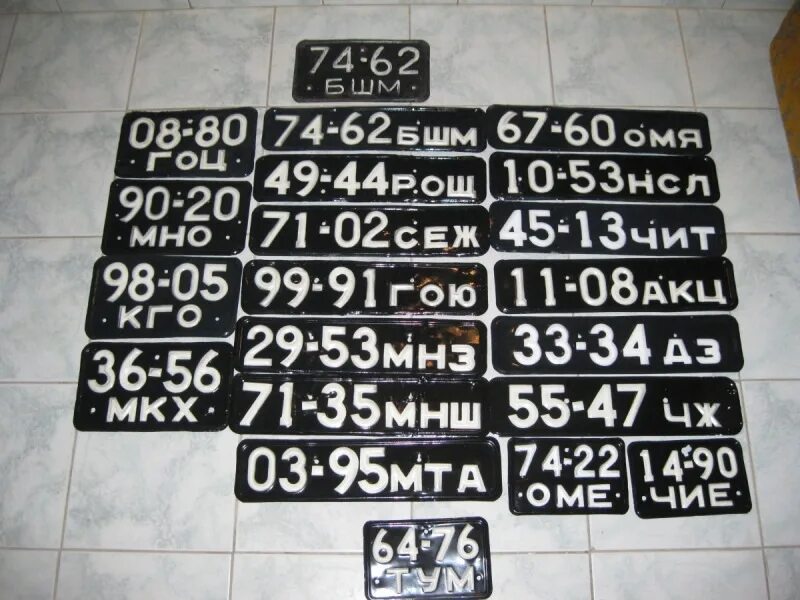 74-62
БШМ
08-80
ГОЦ
74-62 БШМ
67-60 ОМЯ
90-20
МНО
49-44 РОЩ
10-53 НСЛ
71-02 СЕЖ
45-13 ЧИТ
98-05
КГО
99-91 ГОЮ
11-08 АКЦ
36-56
МКХ
29-53 МНЗ
33-34 ДЗ
71-35 МНШ
55-47 ЧЖ
03-95 МТА
74-22
ОМЕ
14-90
ЧИЕ
64-76
ТУМ